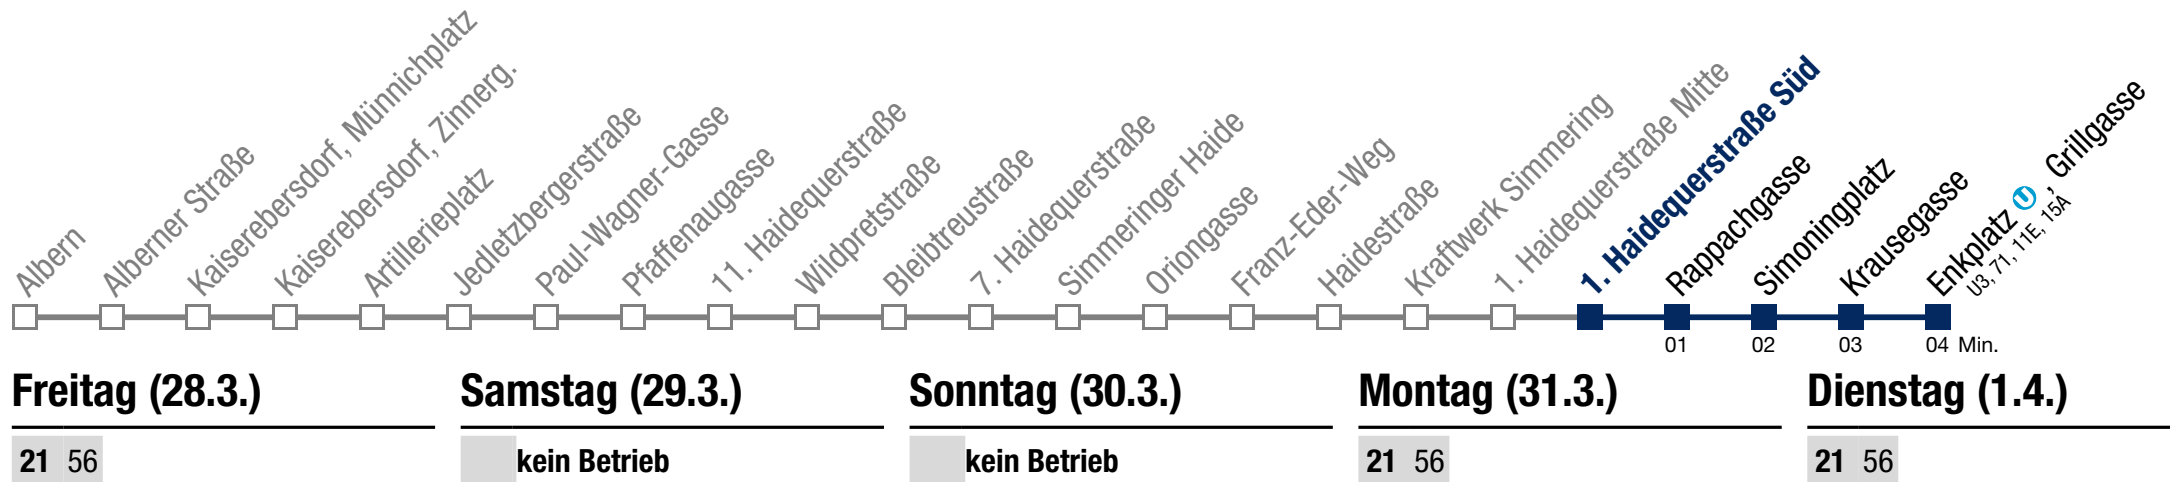 Albern
Alberner Straße
Kaiserebersdorf, Münnichplatz
Kaiserebersdorf, Zinnerg.
Artillerieplatz
Jedletzbergerstraße
Paul-Wagner-Gasse
Pfaffenaugasse
11. Haidequerstraße
Wildpretstraße
Bleibtreustraße
7. Haidequerstraße
Simmeringer Haide
Oriongasse
Franz-Eder-Weg
Haidestraße
Kraftwerk Simmering
1. Haidequerstraße Mitte
1. Haidequerstraße Süd
Rappachgasse
Simoningplatz
Krausegasse
Enkplatz U, Grillgasse
U3, 71, 11E, 15A
01 02 03 04 Min.
Freitag (28.3.) Samstag (29.3.) Sonntag (30.3.) Montag (31.3.) Dienstag (1.4.)
21 56 kein Betrieb kein Betrieb 21 56 21 56